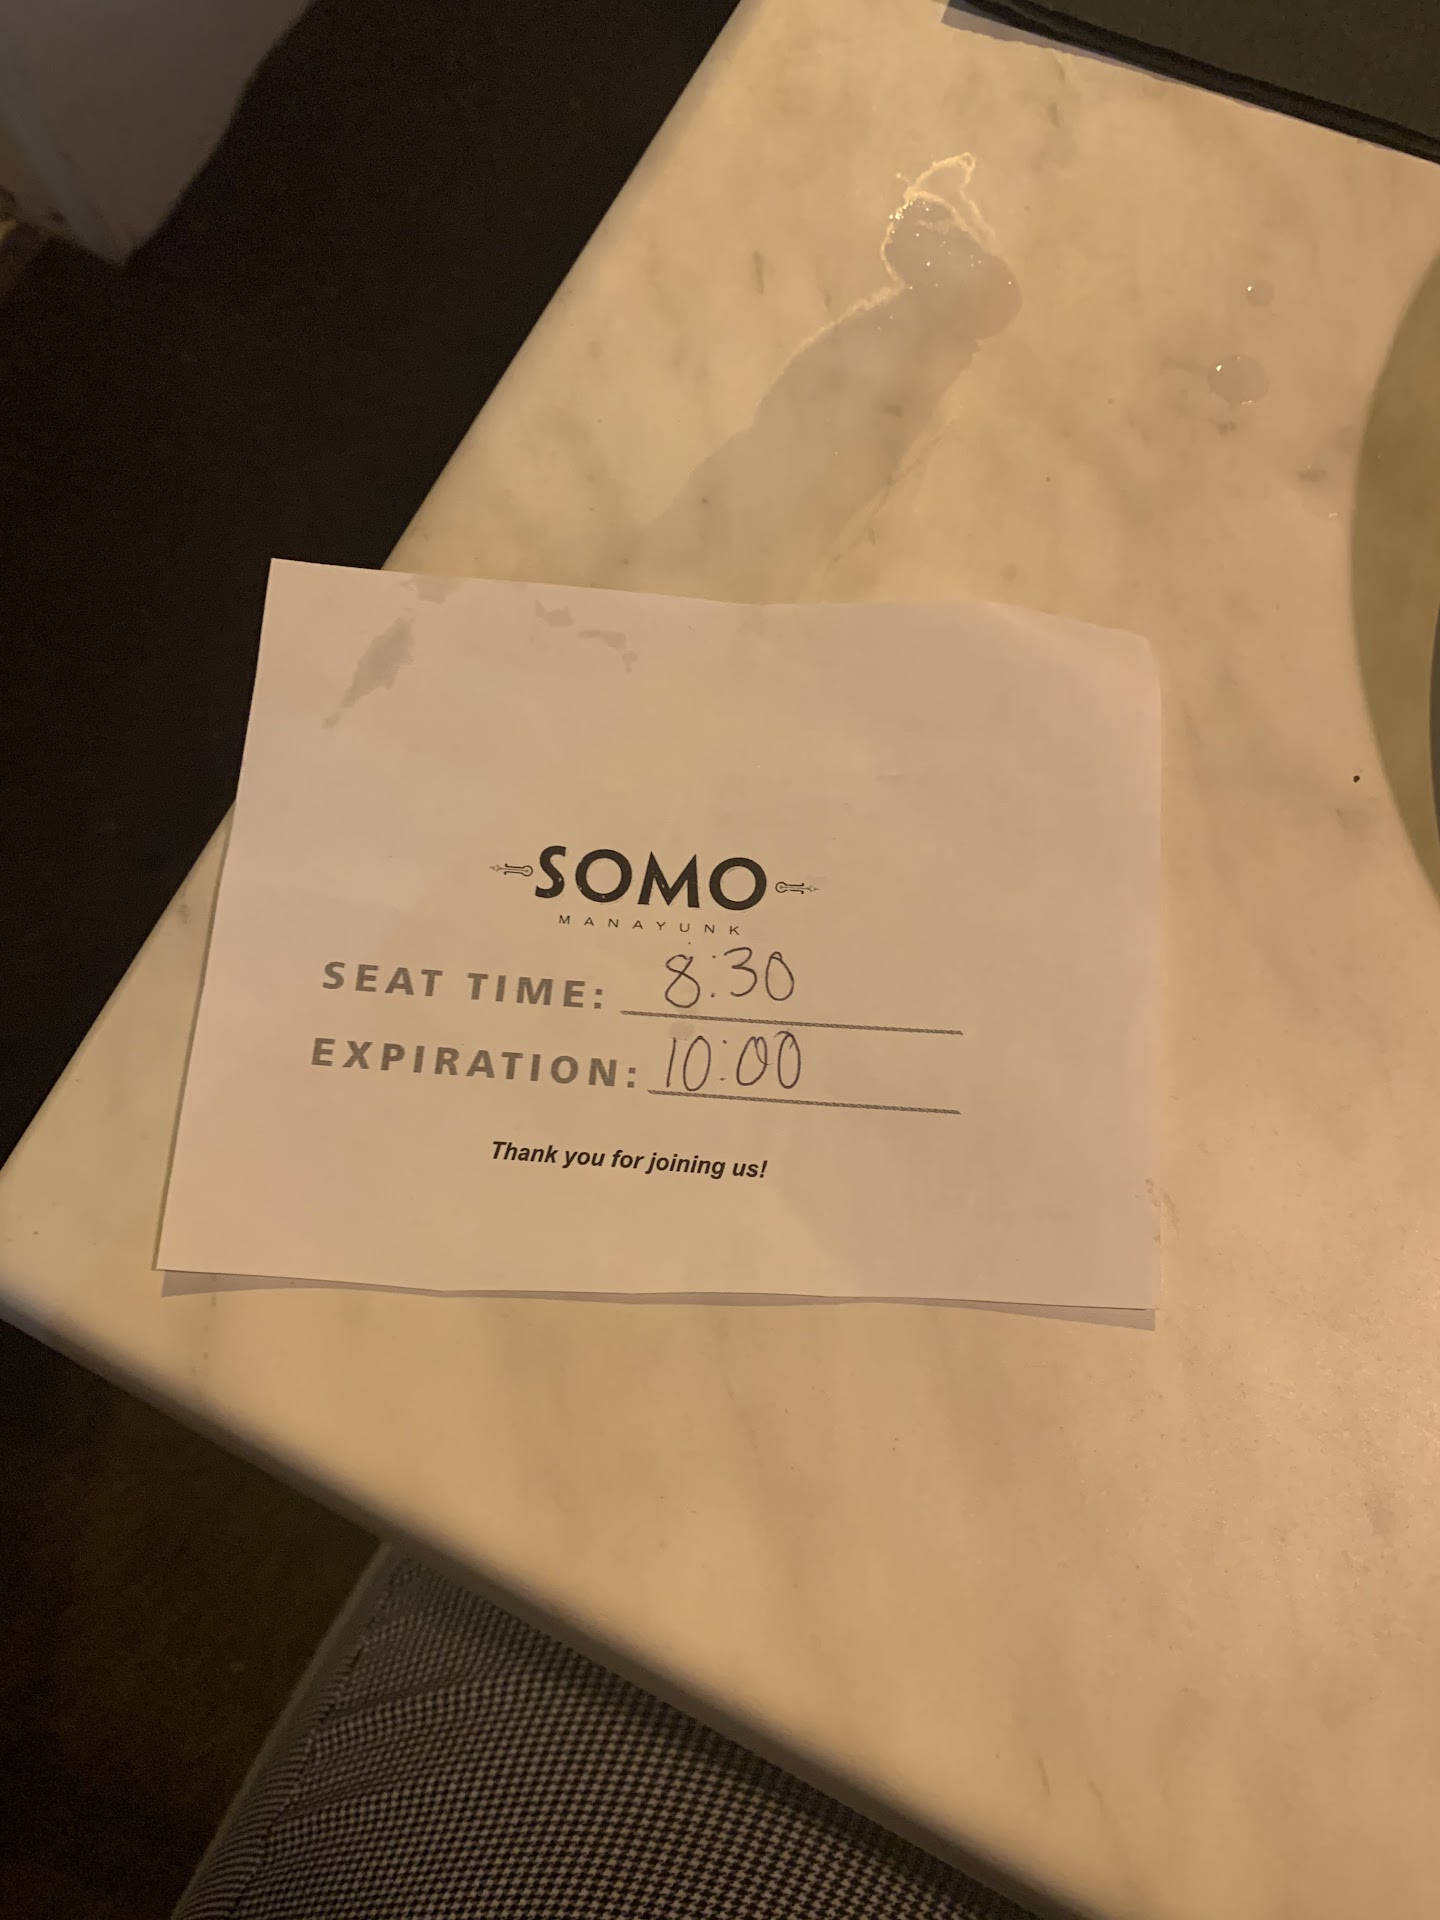 SOMO
MANAYUNK
SEAT TIME: 8:30
EXPIRATION: 10:00
Thank you for joining us!